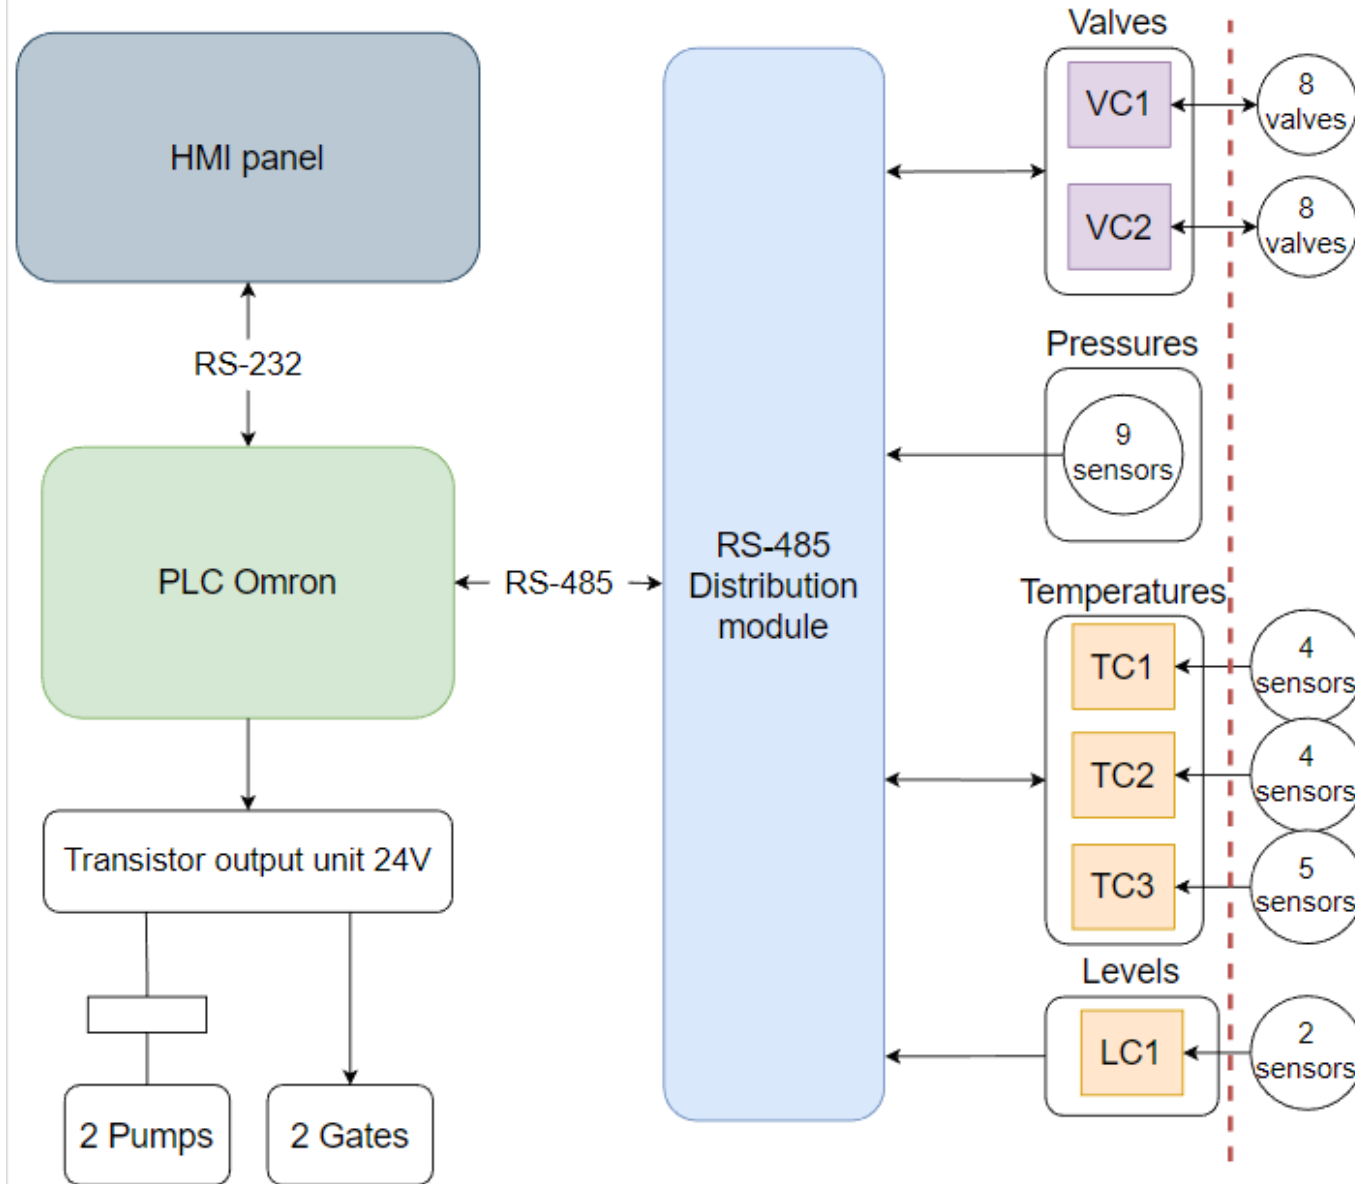 HMI panel
RS-232
PLC Omron
RS-485
Transistor output unit 24V
2 Pumps
2 Gates
RS-485
Distribution
module
Valves
VC1
8
valves
VC2
8
valves
Pressures
9
sensors
Temperatures
TC1
4
sensors
TC2
4
sensors
TC3
5
sensors
Levels
LC1
2
sensors